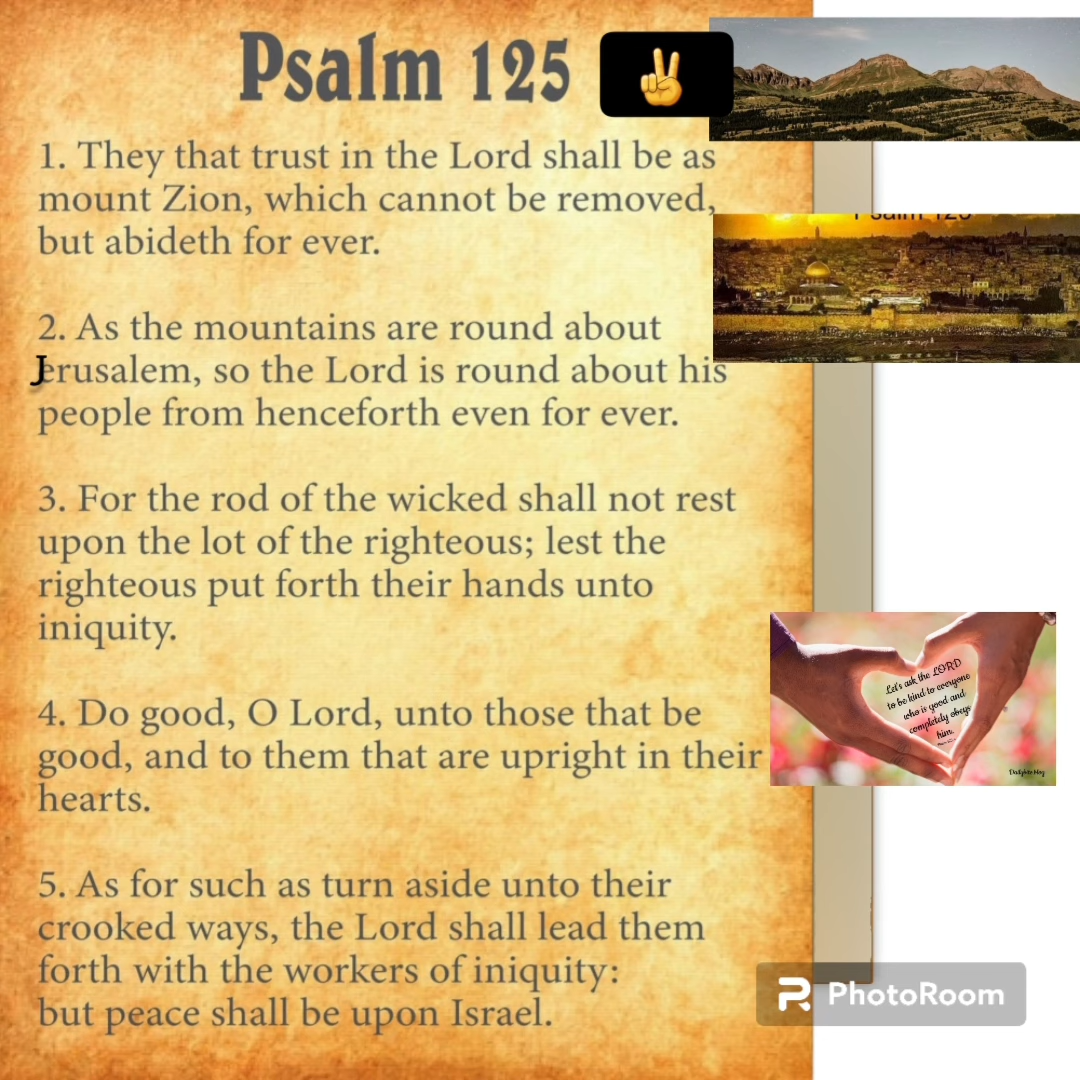 Psalm 125
1. They that trust in the Lord shall be as
mount Zion, which cannot be removed,
but abideth for ever.
2. As the mountains are round about
Jerusalem, so the Lord is round about his
people from henceforth even for ever.
3. For the rod of the wicked shall not rest
upon the lot of the righteous; lest the
righteous put forth their hands unto
iniquity.
4. Do good, O Lord, unto those that be
good, and to them that are upright in their
hearts.
5. As for such as turn aside unto their
crooked ways, the Lord shall lead them
forth with the workers of iniquity:
but peace shall be upon Israel.
Psalm 125
Let's ask the LORD
to be kind to everyone
who is good and
completely obeys
him.
PhotoRoom